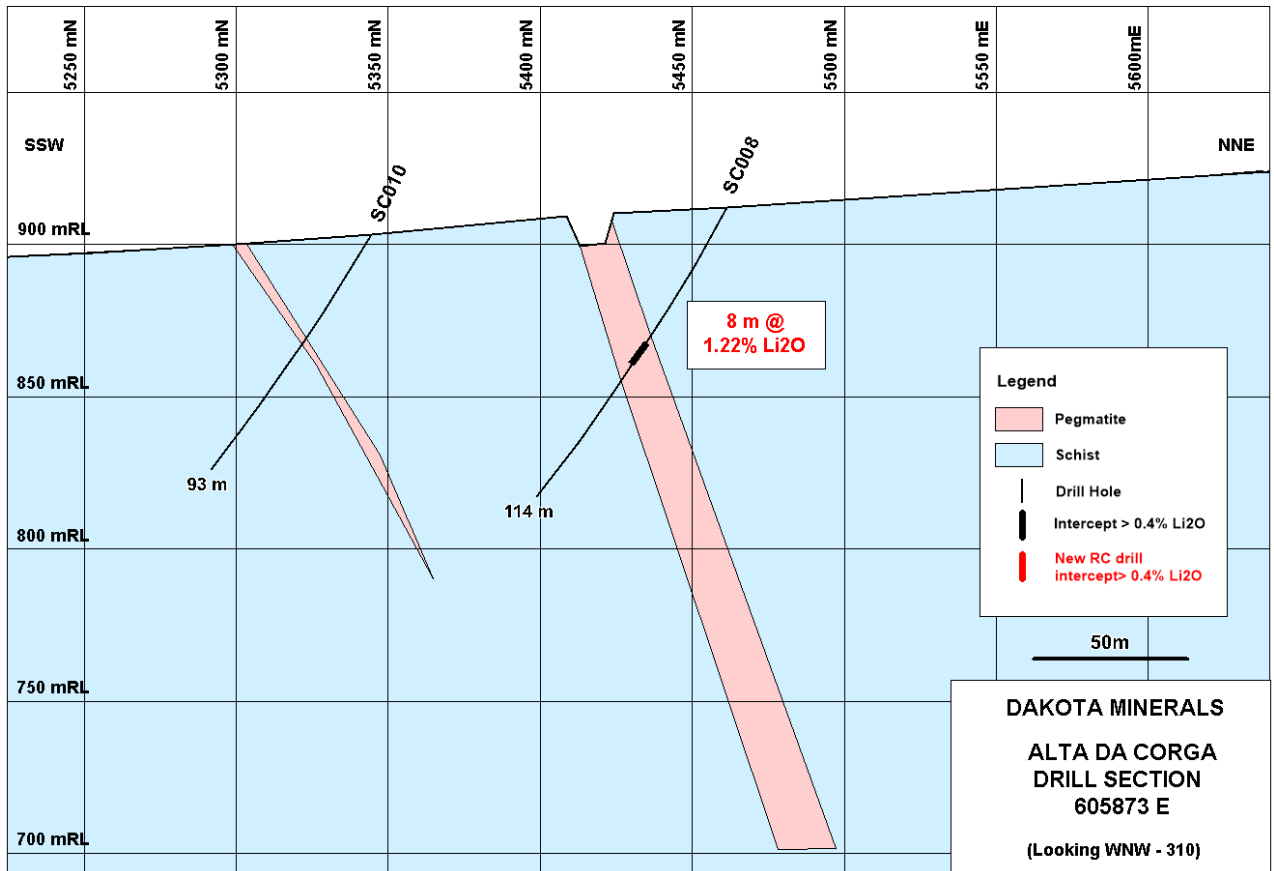 5250 mN
5300 mN
5350 mN
5400 mN
5450 mN
5500 mN
5550 mE
5600mE
SSW
NNE
SC010
SC008
900 mRL
8 m @
1.22% Li2O
850 mRL
93 m
114 m
800 mRL
750 mRL
700 mRL
Legend
Pegmatite
Schist
Drill Hole
Intercept > 0.4% Li2O
New RC drill
intercept> 0.4% Li2O
50m
DAKOTA MINERALS
ALTA DA CORGA
DRILL SECTION
605873 E
(Looking WNW - 310)